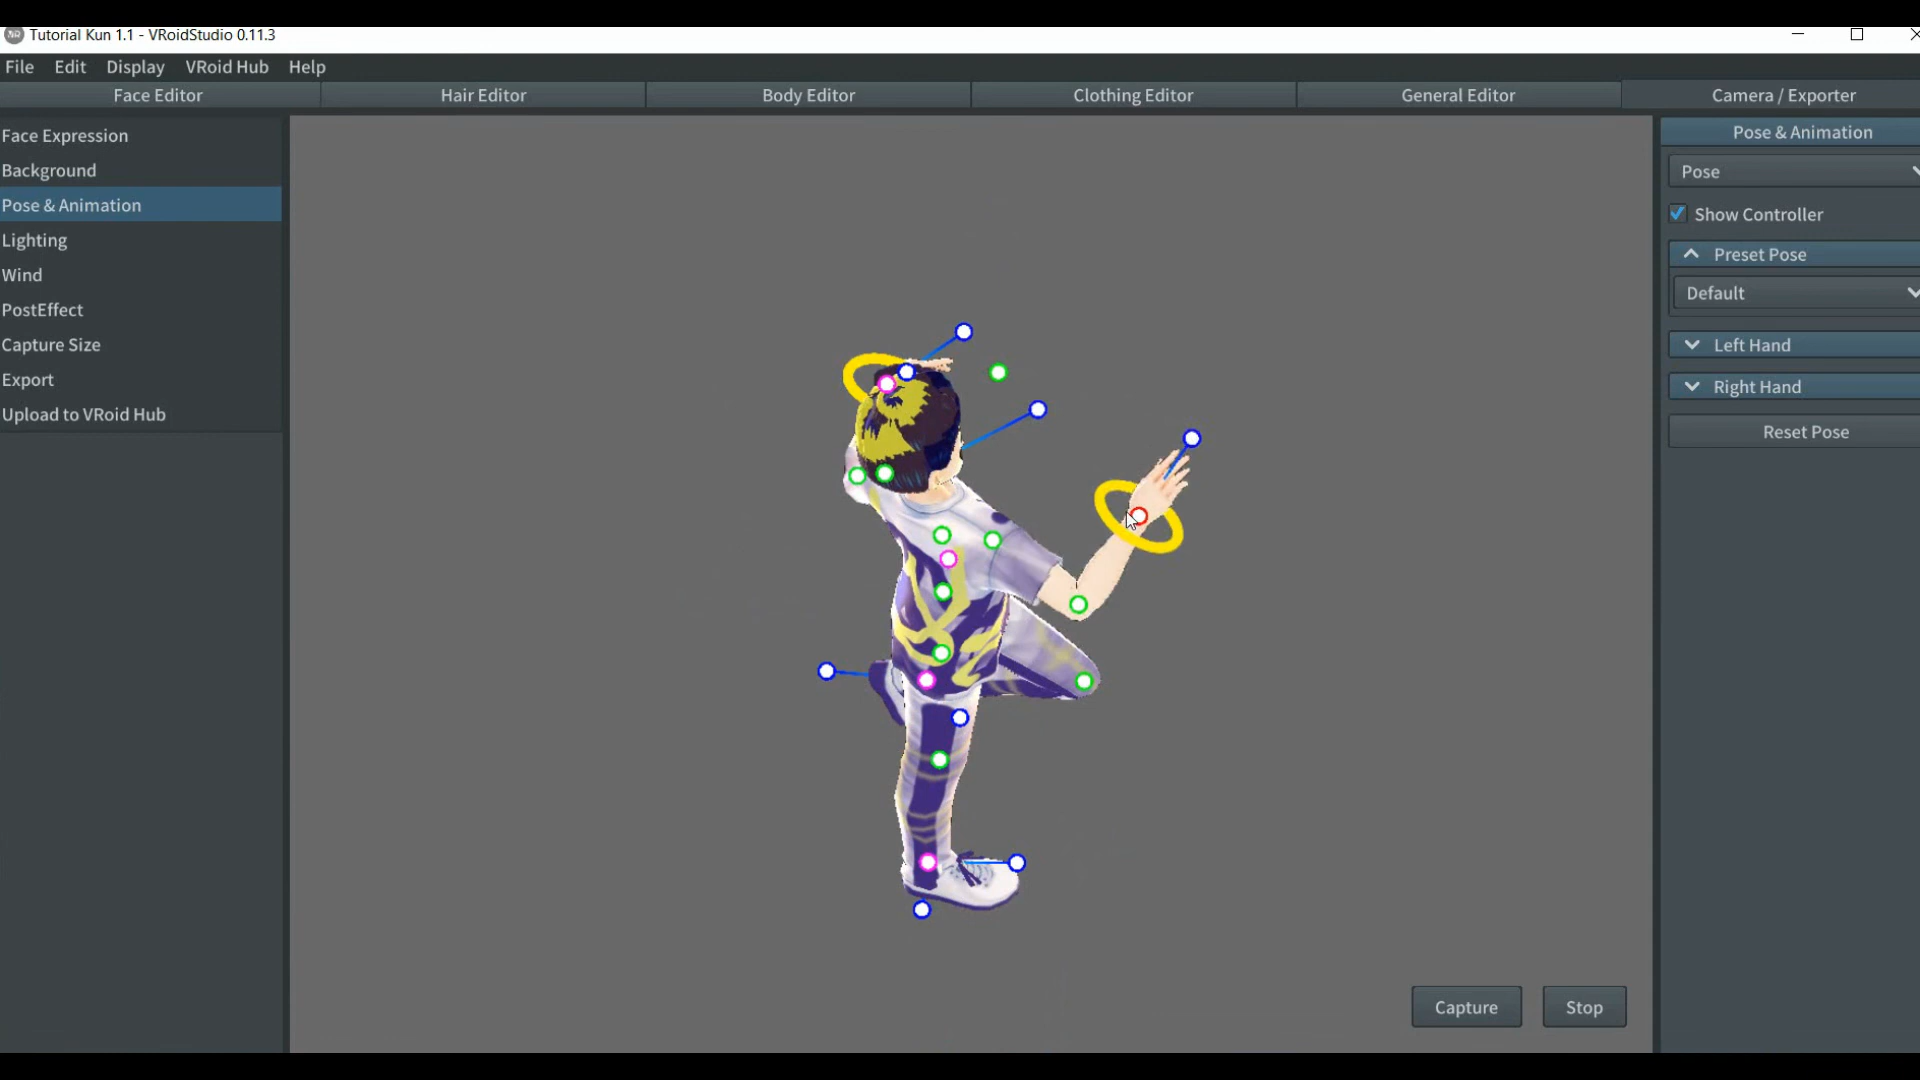 Tutorial Kun 1.1 - VRoidStudio 0.11.3
File Edit Display VRoid Hub Help
Face Editor Hair Editor Body Editor Clothing Editor General Editor Camera / Exporter
Face Expression
Background
Pose & Animation
Lighting
Wind
PostEffect
Capture Size
Export
Upload to VRoid Hub
Pose & Animation
Pose
Show Controller
Preset Pose
Default
Left Hand
Right Hand
Reset Pose
Capture Stop